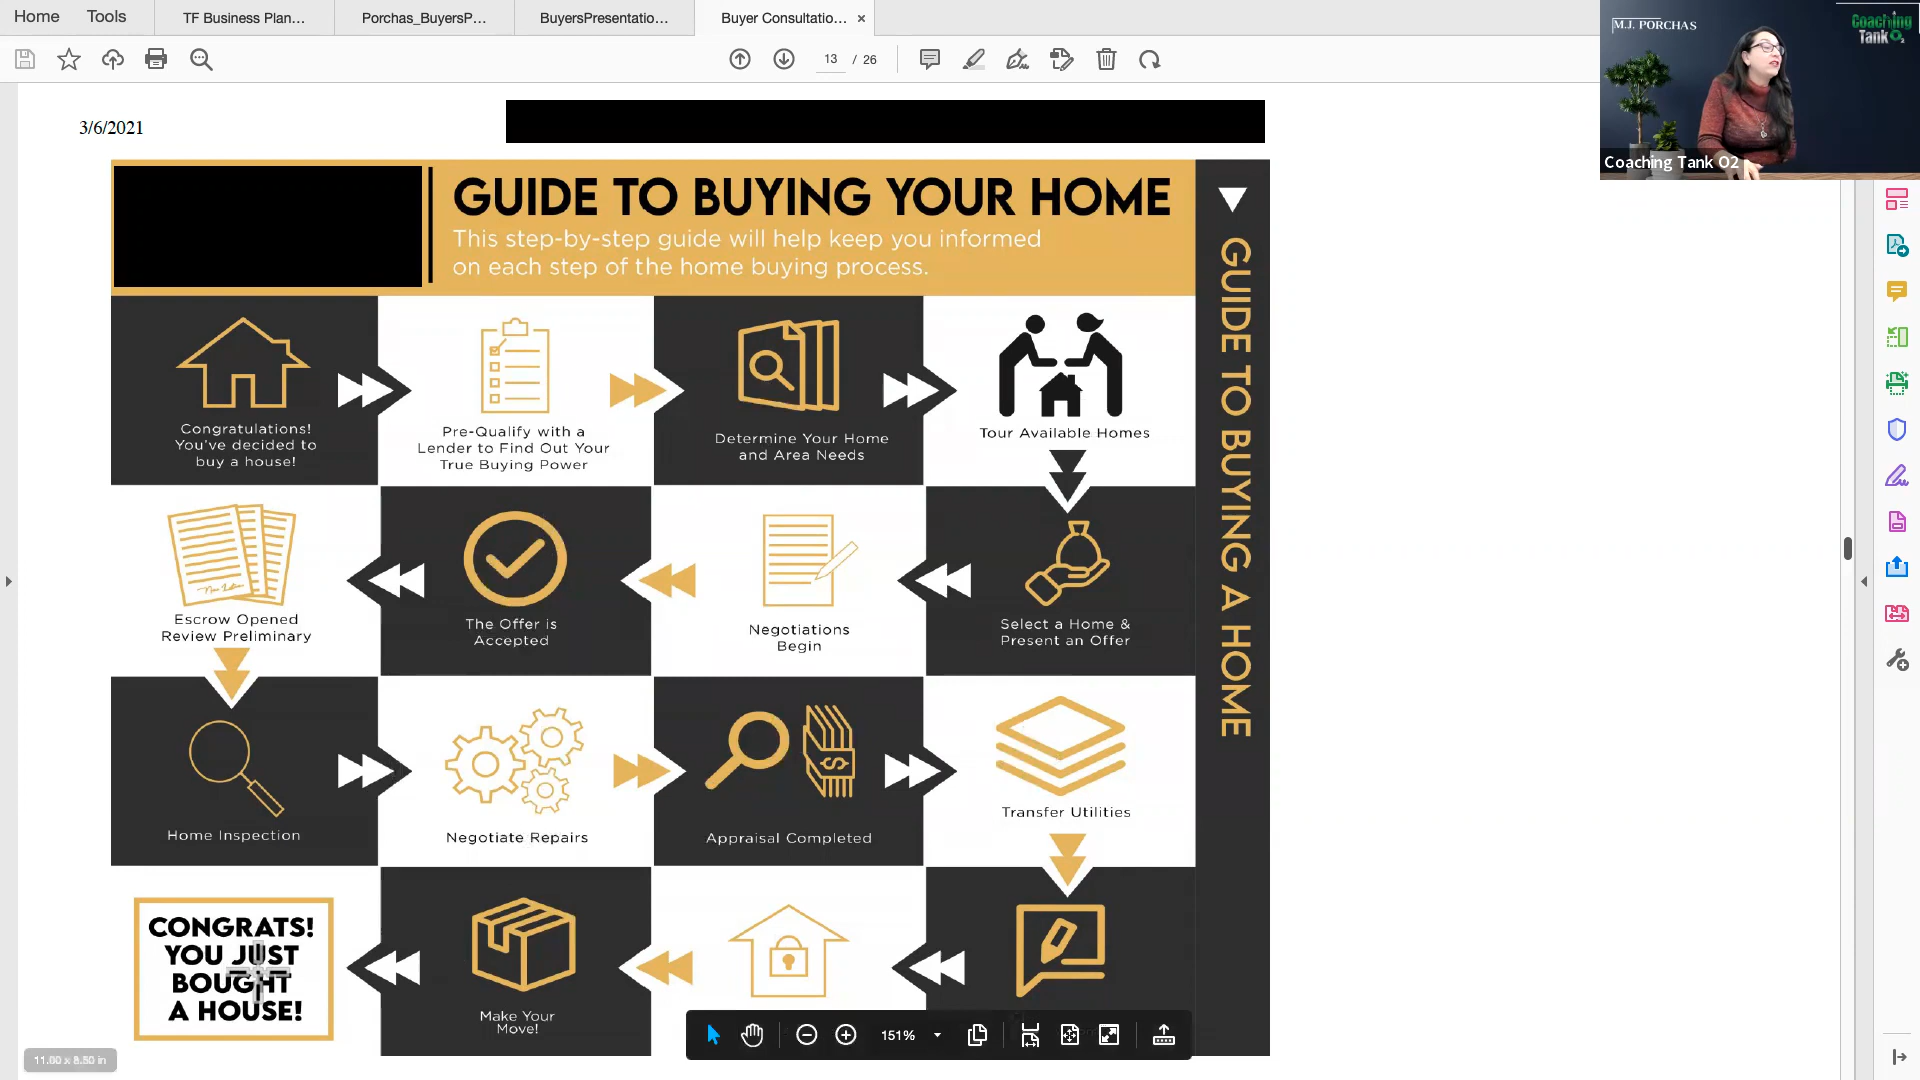 Home
Tools
TF Business Plan...
Porchas_BuyersP...
BuyersPresentatio...
Buyer Consultatio...
13 / 26
M.J. PORCHAS
Coaching
Tank O2
Coaching Tank O2
3/6/2021
GUIDE TO BUYING YOUR HOME
This step-by-step guide will help keep you informed
on each step of the home buying process.
GUIDE TO BUYING A HOME
Congratulations!
You've decided to
buy a house!
Pre-Qualify with a
Lender to Find Out Your
True Buying Power
Determine Your Home
and Area Needs
Tour Available Homes
Escrow Opened
Review Preliminary
The Offer is
Accepted
Negotiations
Begin
Select a Home &
Present an Offer
Home Inspection
Negotiate Repairs
Appraisal Completed
Transfer Utilities
CONGRATS!
YOU JUST
BOUGHT
A HOUSE!
Make Your
Move!
151%
11.00 x 8.50 in